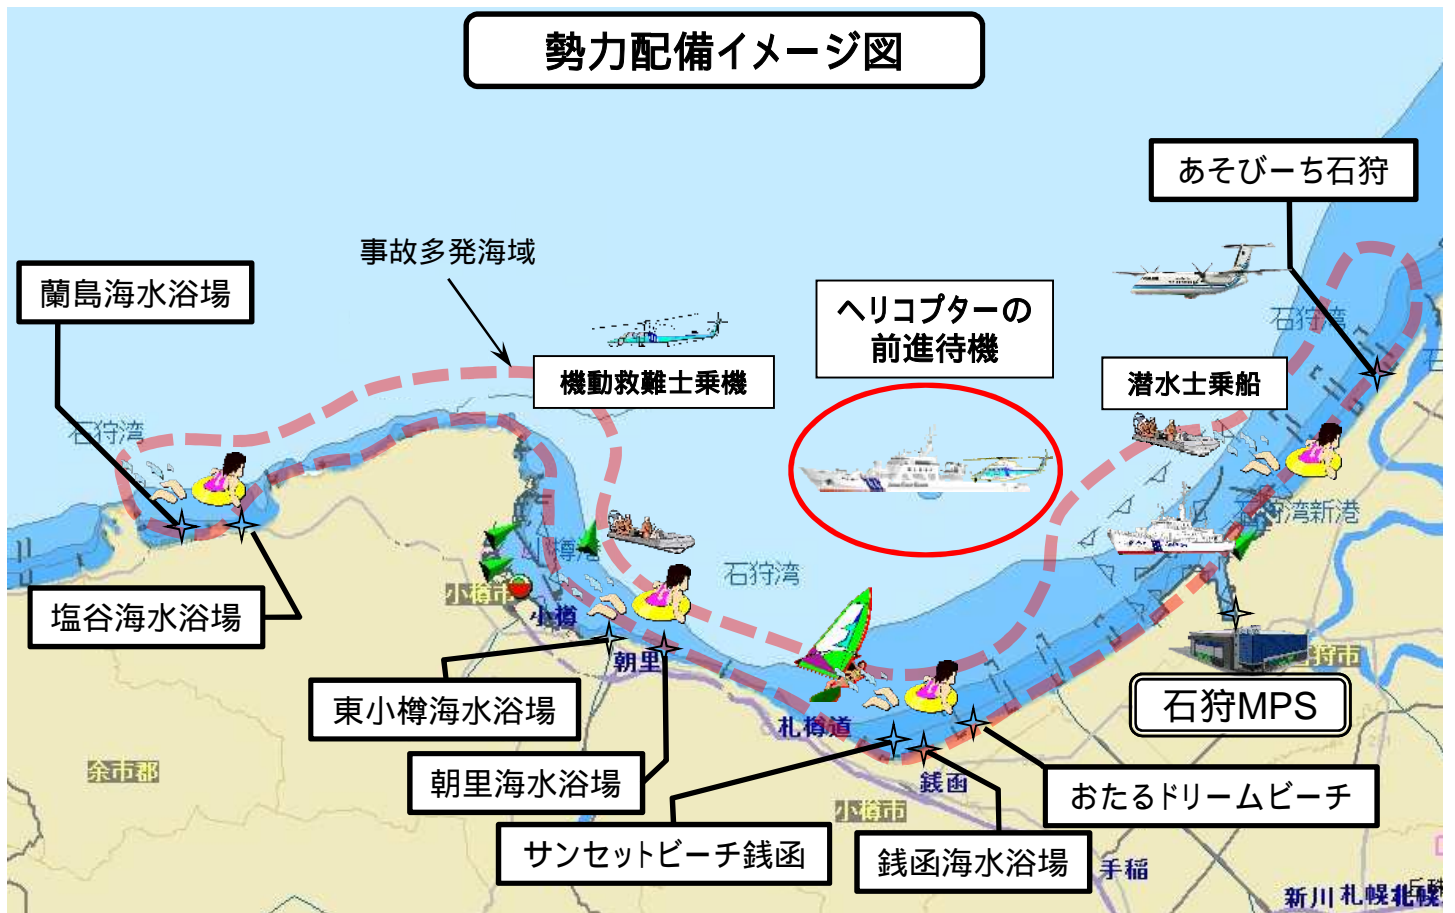 勢力配備イメージ図
あそびーち石狩
事故多発海域
蘭島海水浴場
ヘリコプターの
前進待機
石狩湾
機動救難士乗機
潜水士乗船
石狩湾
石狩湾新港
石狩湾
小樽市
小樽
塩谷海水浴場
朝里
狩市
東小樽海水浴場
石狩MPS
札樽道
余市郡
朝里海水浴場
銭函
おたるドリームビーチ
小樽市
サンセットビーチ銭函
銭函海水浴場
手稲
新川
札幌北